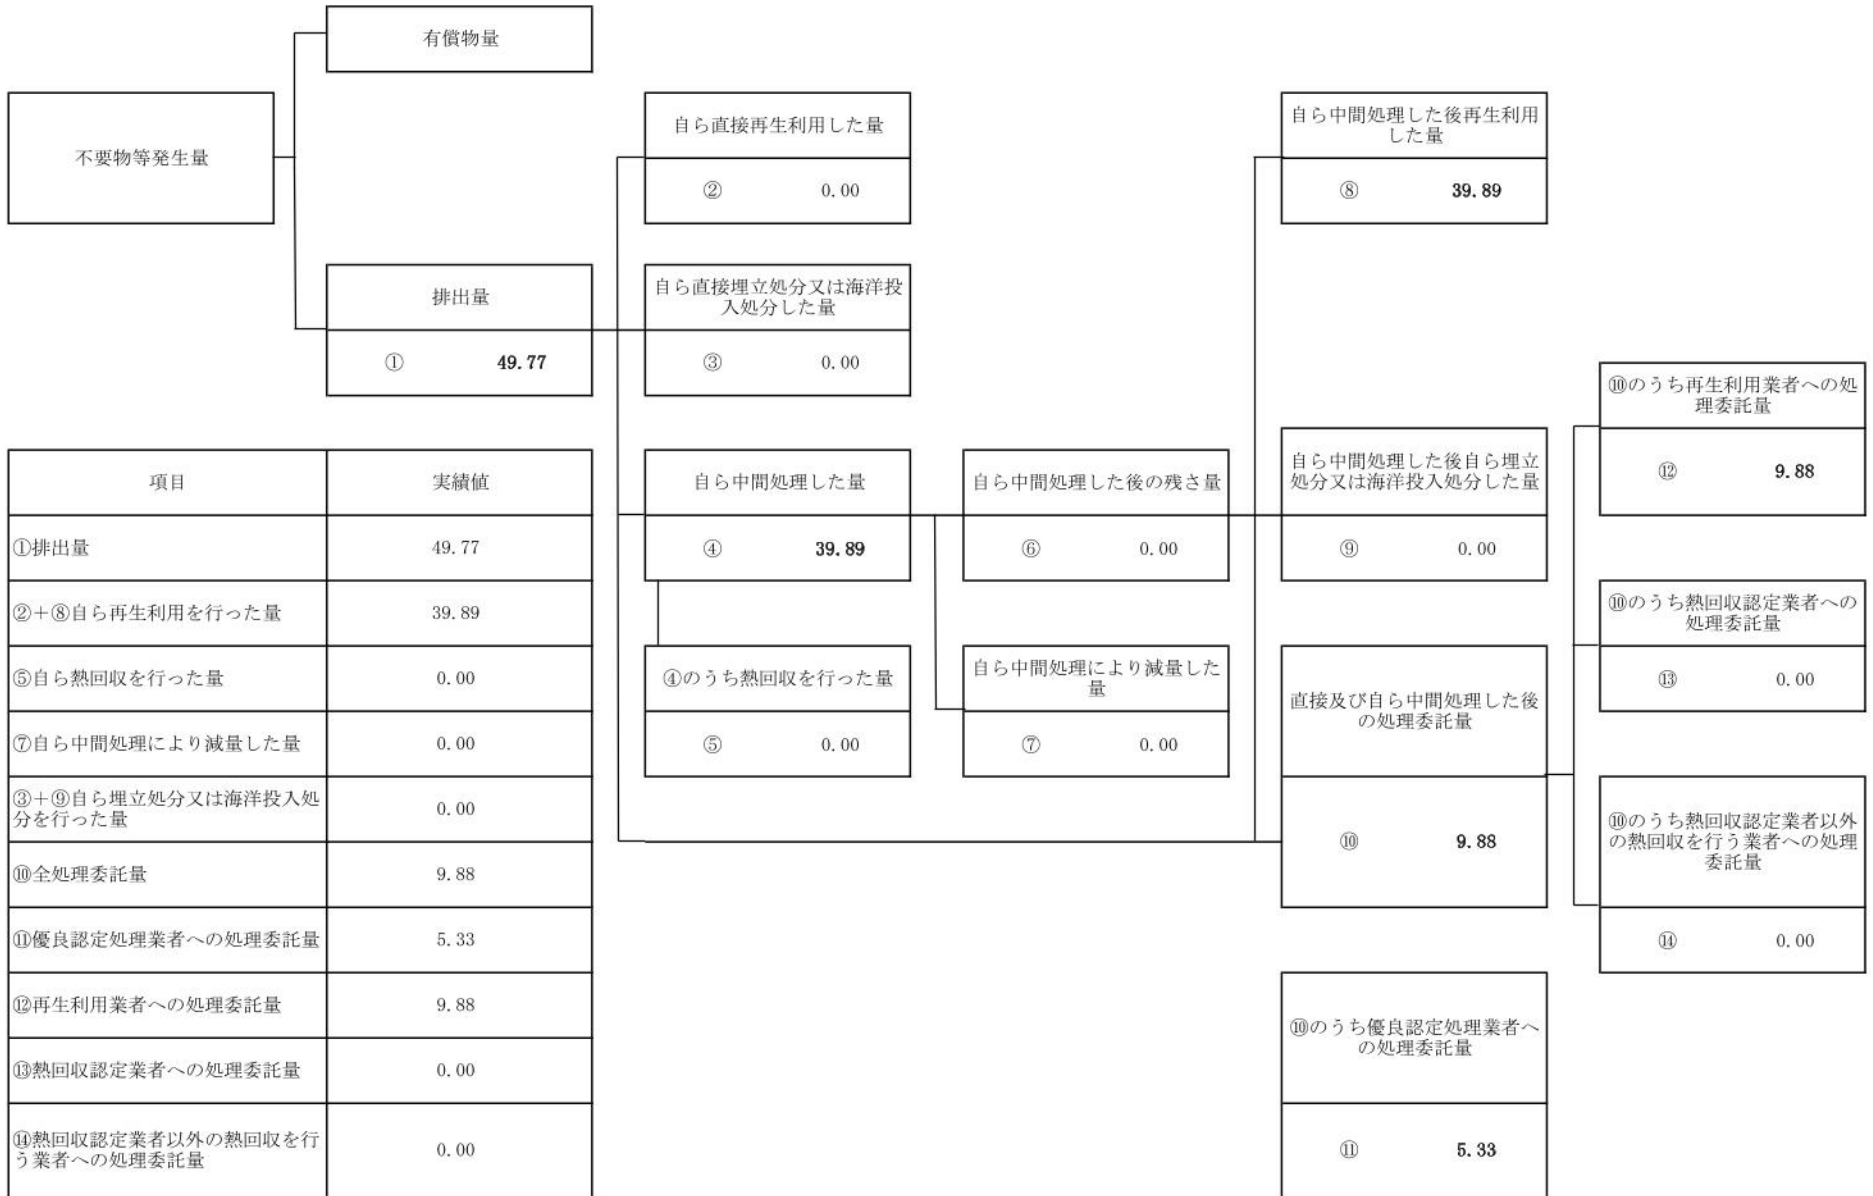 有償物量
不要物等発生量
自ら直接再生利用した量
② 0.00
自ら中間処理した後再生利用
した量
⑧ 39.89
排出量
① 49.77
自ら直接埋立処分又は海洋投
入処分した量
③ 0.00
項目 実績値
①排出量 49.77
②+⑧自ら再生利用を行った量 39.89
⑤自ら熱回収を行った量 0.00
⑦自ら中間処理により減量した量 0.00
③+⑨自ら埋立処分又は海洋投入処
分を行った量
0.00
⑩全処理委託量 9.88
⑪優良認定処理業者への処理委託量 5.33
⑫再生利用業者への処理委託量 9.88
⑬熱回収認定業者への処理委託量 0.00
⑭熱回収認定業者以外の熱回収を行
う業者への処理委託量
0.00
自ら中間処理した量
④ 39.89
④のうち熱回収を行った量
⑤ 0.00
自ら中間処理した後の残さ量
⑥ 0.00
自ら中間処理により減量した
量
⑦ 0.00
自ら中間処理した後自ら埋立
処分又は海洋投入処分した量
⑨ 0.00
直接及び自ら中間処理した後
の処理委託量
⑩ 9.88
⑩のうち優良認定処理業者へ
の処理委託量
⑪ 5.33
⑩のうち再生利用業者への処
理委託量
⑫ 9.88
⑩のうち熱回収認定業者への
処理委託量
⑬ 0.00
⑩のうち熱回収認定業者以外
の熱回収を行う業者への処理
委託量
⑭ 0.00